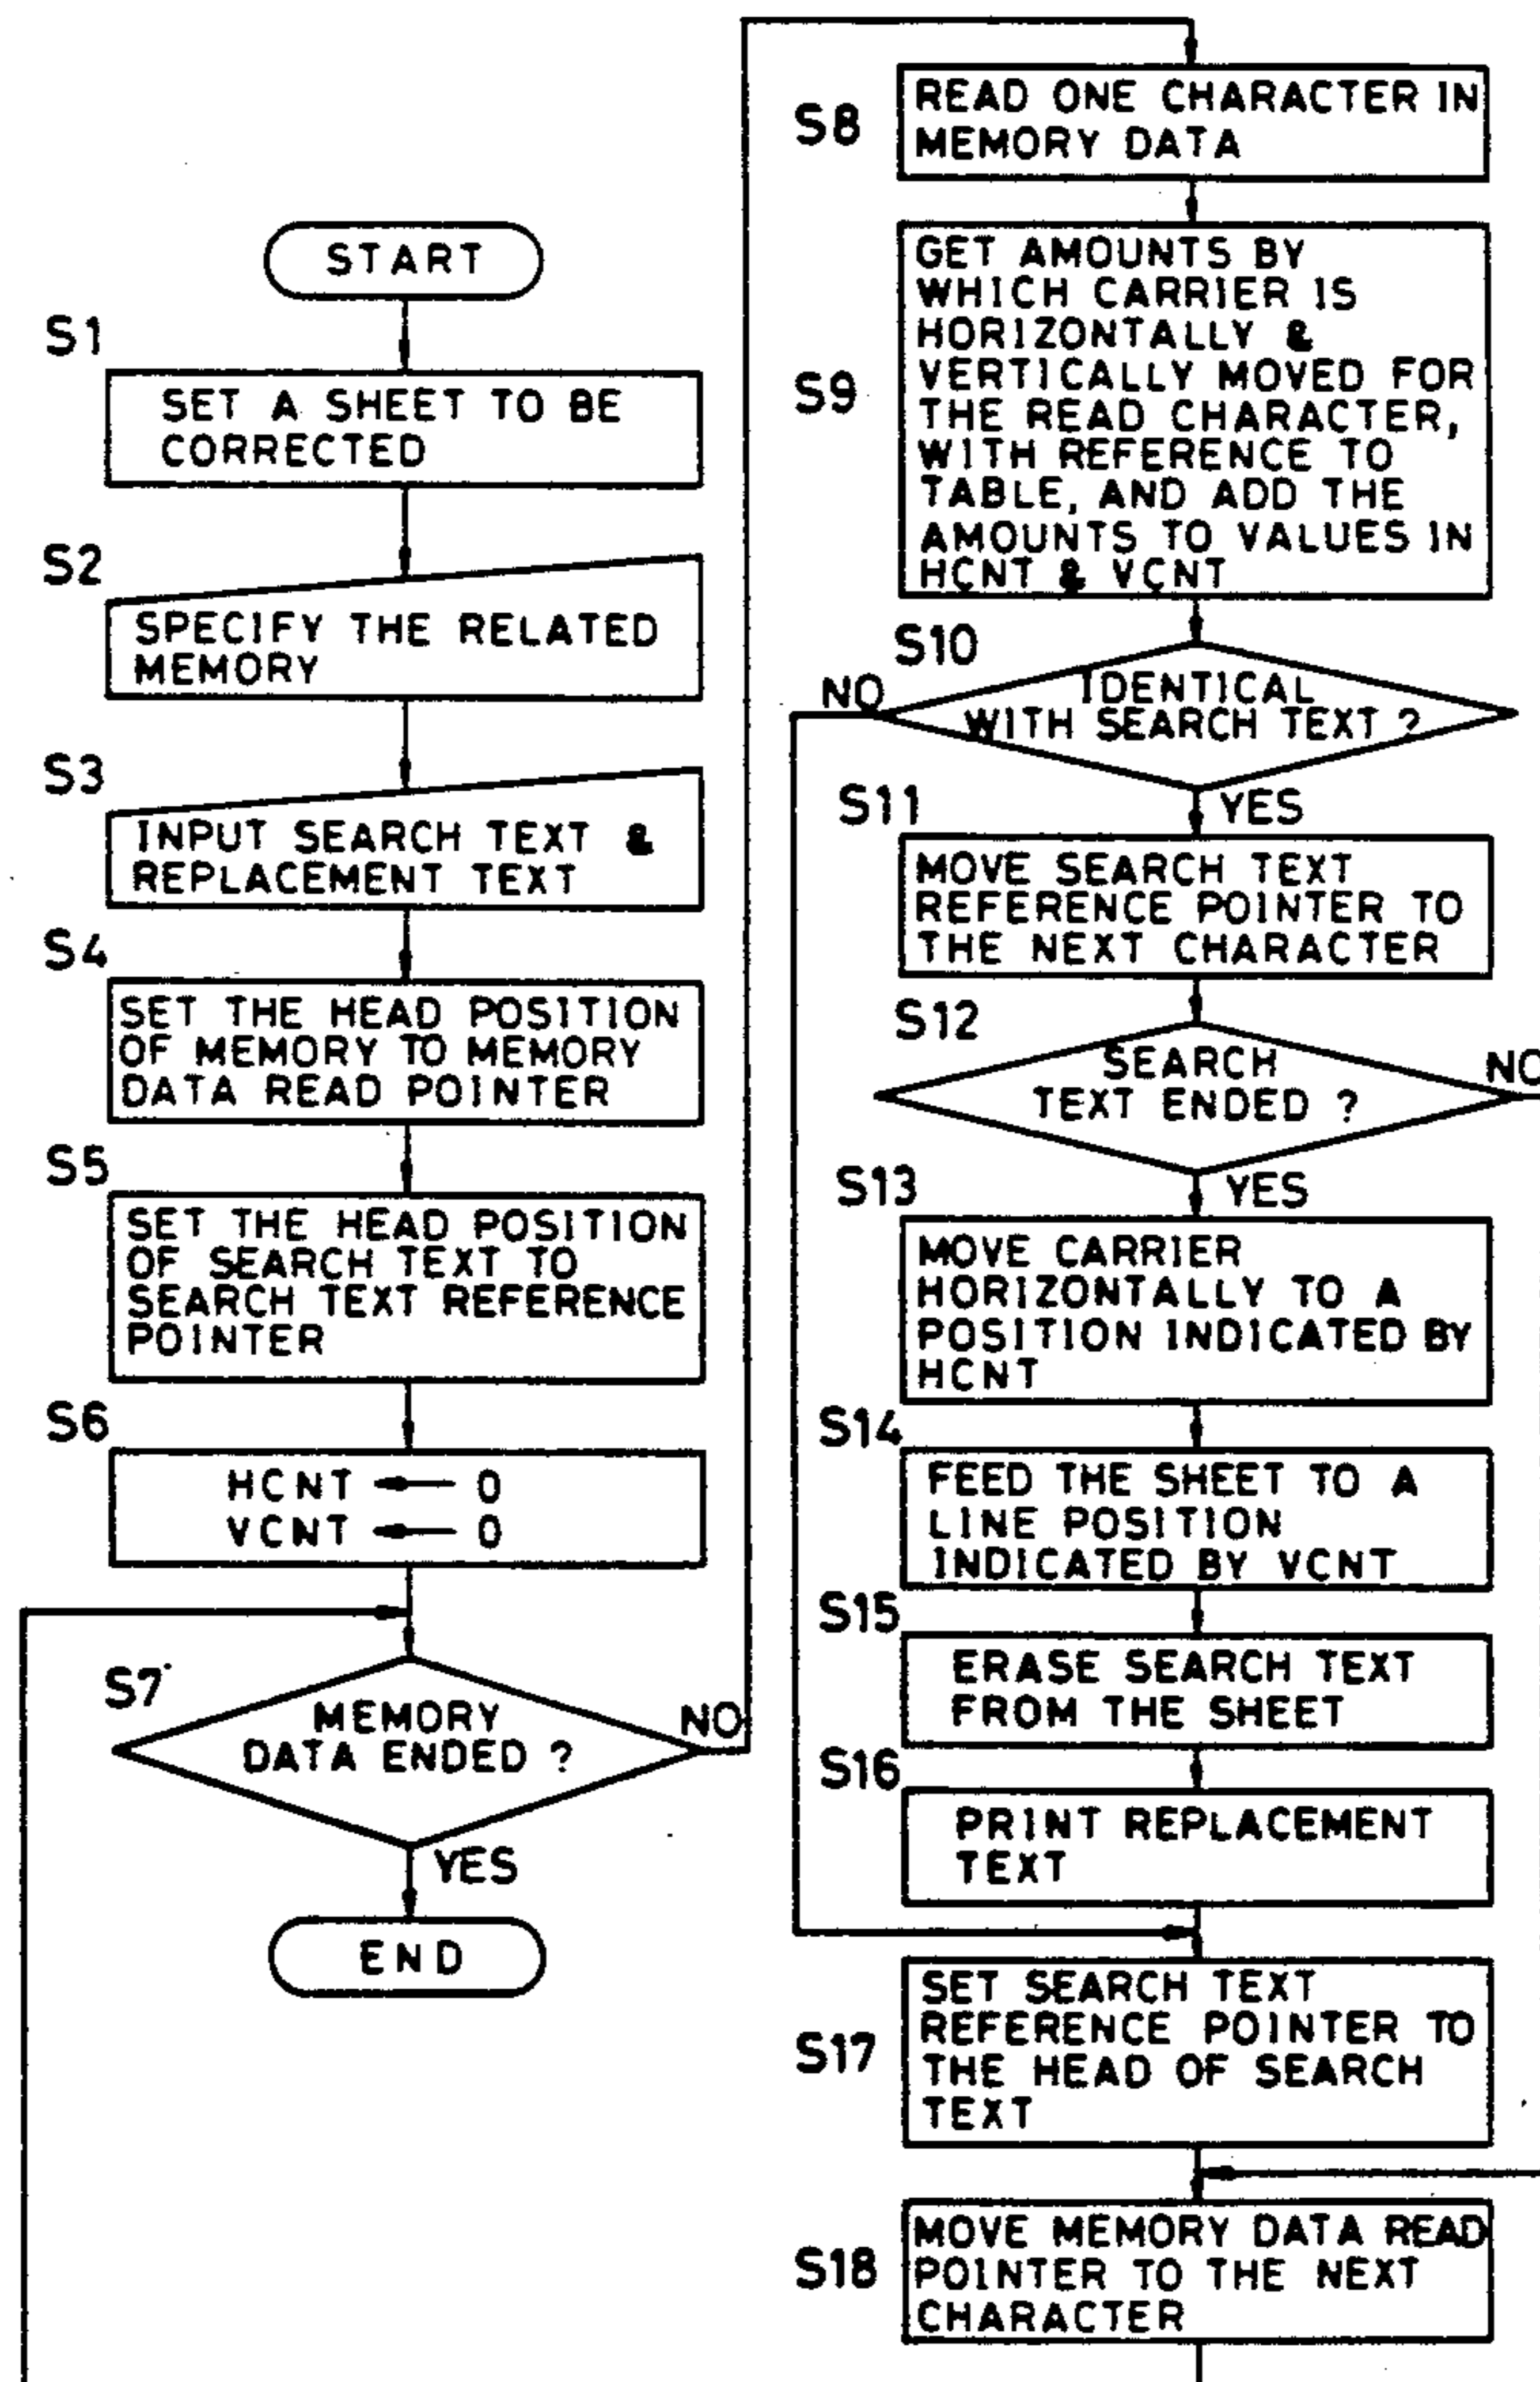 START
S1
SET A SHEET TO BE
CORRECTED
S2
SPECIFY THE RELATED
MEMORY
S3
INPUT SEARCH TEXT &
REPLACEMENT TEXT
S4
SET THE HEAD POSITION
OF MEMORY TO MEMORY
DATA READ POINTER
S5
SET THE HEAD POSITION
OF SEARCH TEXT TO
SEARCH TEXT REFERENCE
POINTER
S6
HCNT ← 0
VCNT ← 0
S7
MEMORY
DATA ENDED ?
NO
YES
END
S8
READ ONE CHARACTER IN
MEMORY DATA
S9
GET AMOUNTS BY
WHICH CARRIER IS
HORIZONTALLY &
VERTICALLY MOVED FOR
THE READ CHARACTER,
WITH REFERENCE TO
TABLE, AND ADD THE
AMOUNTS TO VALUES IN
HCNT & VCNT
S10
NO
IDENTICAL
WITH SEARCH TEXT ?
YES
S11
MOVE SEARCH TEXT
REFERENCE POINTER TO
THE NEXT CHARACTER
S12
SEARCH
TEXT ENDED ?
NO
YES
S13
MOVE CARRIER
HORIZONTALLY TO A
POSITION INDICATED BY
HCNT
S14
FEED THE SHEET TO A
LINE POSITION
INDICATED BY VCNT
S15
ERASE SEARCH TEXT
FROM THE SHEET
S16
PRINT REPLACEMENT
TEXT
S17
SET SEARCH TEXT
REFERENCE POINTER TO
THE HEAD OF SEARCH
TEXT
S18
MOVE MEMORY DATA READ
POINTER TO THE NEXT
CHARACTER